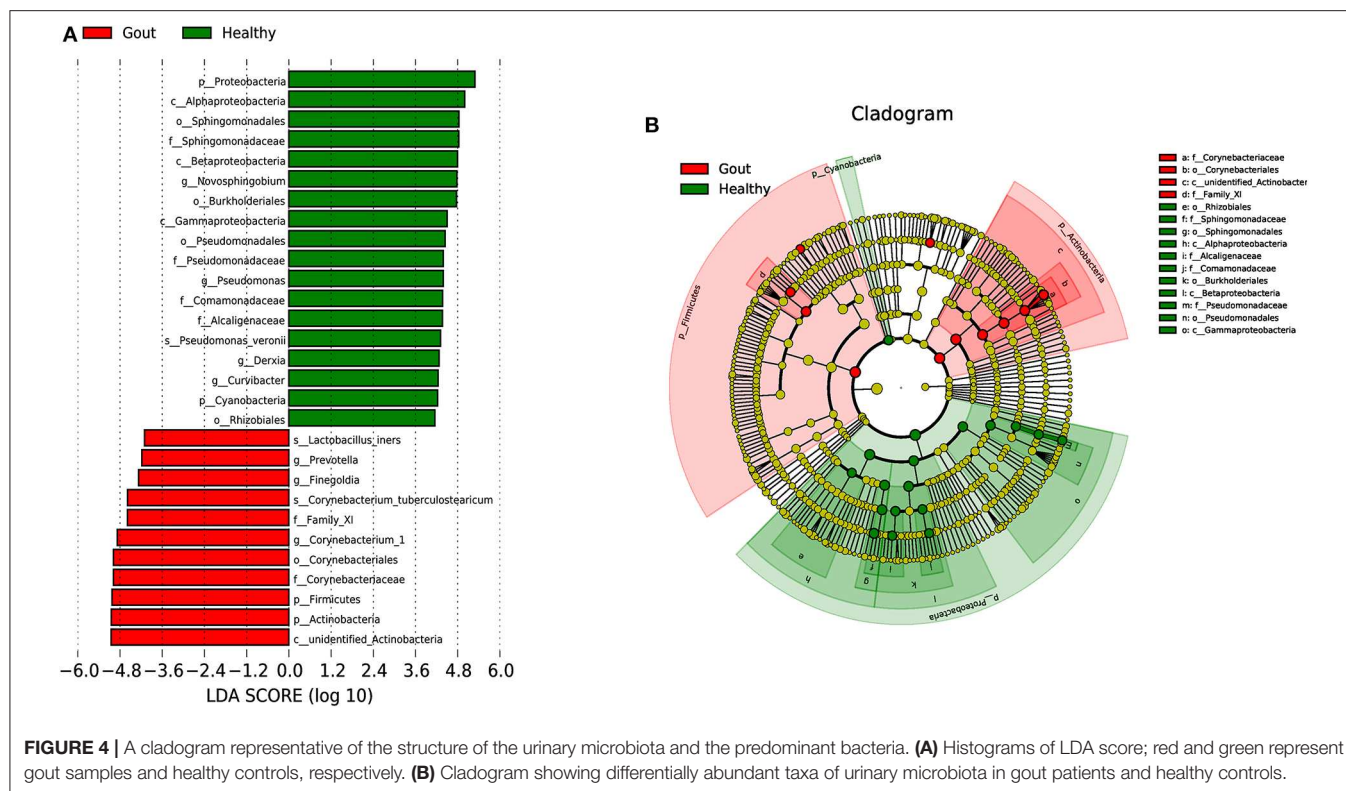 A Gout Healthy
p__Proteobacteria
c__Alphaproteobacteria
o__Sphingomonadales
f__Sphingomonadaceae
c__Betaproteobacteria
g__Novosphingobium
o__Burkholderiales
c__Gammaproteobacteria
o__Pseudomonadales
f__Pseudomonadaceae
g__Pseudomonas
f__Comamonadaceae
f__Alcaligenaceae
s__Pseudomonas_veronii
g__Derxia
g__Curvibacter
p__Cyanobacteria
o__Rhizobiales
s__Lactobacillus_iners
g__Prevotella
g__Finegoldia
s__Corynebacterium_tuberculostearicum
f__Family_XI
g__Corynebacterium_1
o__Corynebacteriales
f__Corynebacteriaceae
p__Firmicutes
p__Actinobacteria
c__unidentified_Actinobacteria
−6.0 −4.8 −3.6 −2.4 −1.2 0.0 1.2 2.4 3.6 4.8 6.0
LDA SCORE (log 10)
B
Cladogram
Gout
Healthy
p__Cyanobacteria
p__Actinobacteria
p__Firmicutes
p__Proteobacteria
a
b
c
d
e
f
g
h
i
j
k
l
m
n
o
a: f__Corynebacteriaceae
b: o__Corynebacteriales
c: c__unidentified_Actinobacter
d: f__Family_XI
e: o__Rhizobiales
f: f__Sphingomonadaceae
g: o__Sphingomonadales
h: c__Alphaproteobacteria
i: f__Alcaligenaceae
j: f__Comamonadaceae
k: o__Burkholderiales
l: c__Betaproteobacteria
m: f__Pseudomonadaceae
n: o__Pseudomonadales
o: c__Gammaproteobacteria
FIGURE 4 | A cladogram representative of the structure of the urinary microbiota and the predominant bacteria. (A) Histograms of LDA score; red and green represent
gout samples and healthy controls, respectively. (B) Cladogram showing differentially abundant taxa of urinary microbiota in gout patients and healthy controls.